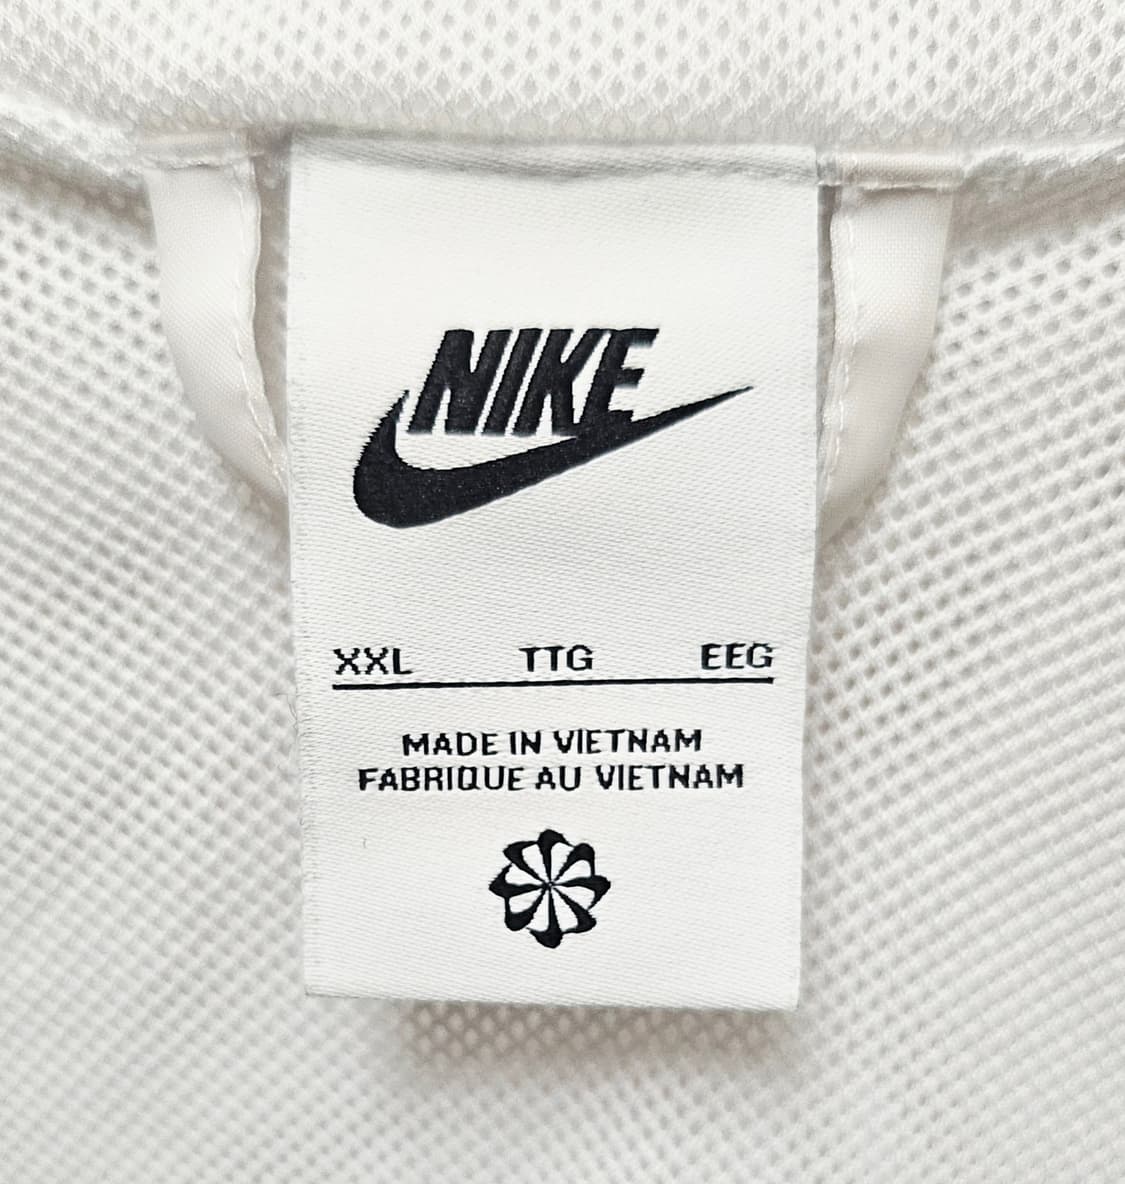 NIKE
XXL TTG EEG
MADE IN VIETNAM
FABRIQUE AU VIETNAM